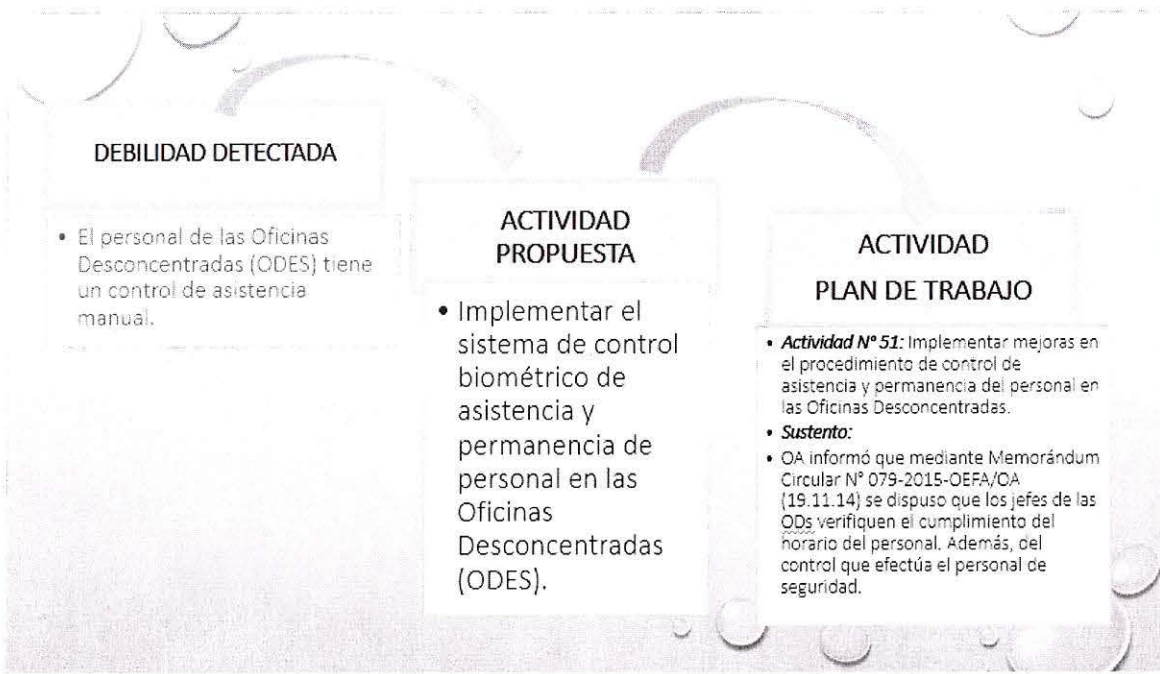 DEBILIDAD DETECTADA
• El personal de las Oficinas
Desconcentradas (ODES) tiene
un control de asistencia
manual.
ACTIVIDAD
PROPUESTA
• Implementar el
sistema de control
biométrico de
asistencia y
permanencia de
personal en las
Oficinas
Desconcentradas
(ODES).
ACTIVIDAD
PLAN DE TRABAJO
• Actividad N° 51: Implementar mejoras en
el procedimiento de control de
asistencia y permanencia del personal en
las Oficinas Desconcentradas.
• Sustento:
• OA informó que mediante Memorándum
Circular N° 079-2015-OEFA/OA
(19.11.14) se dispuso que los jefes de las
ODs verifiquen el cumplimiento del
horario del personal. Además, del
control que efectúa el personal de
seguridad.